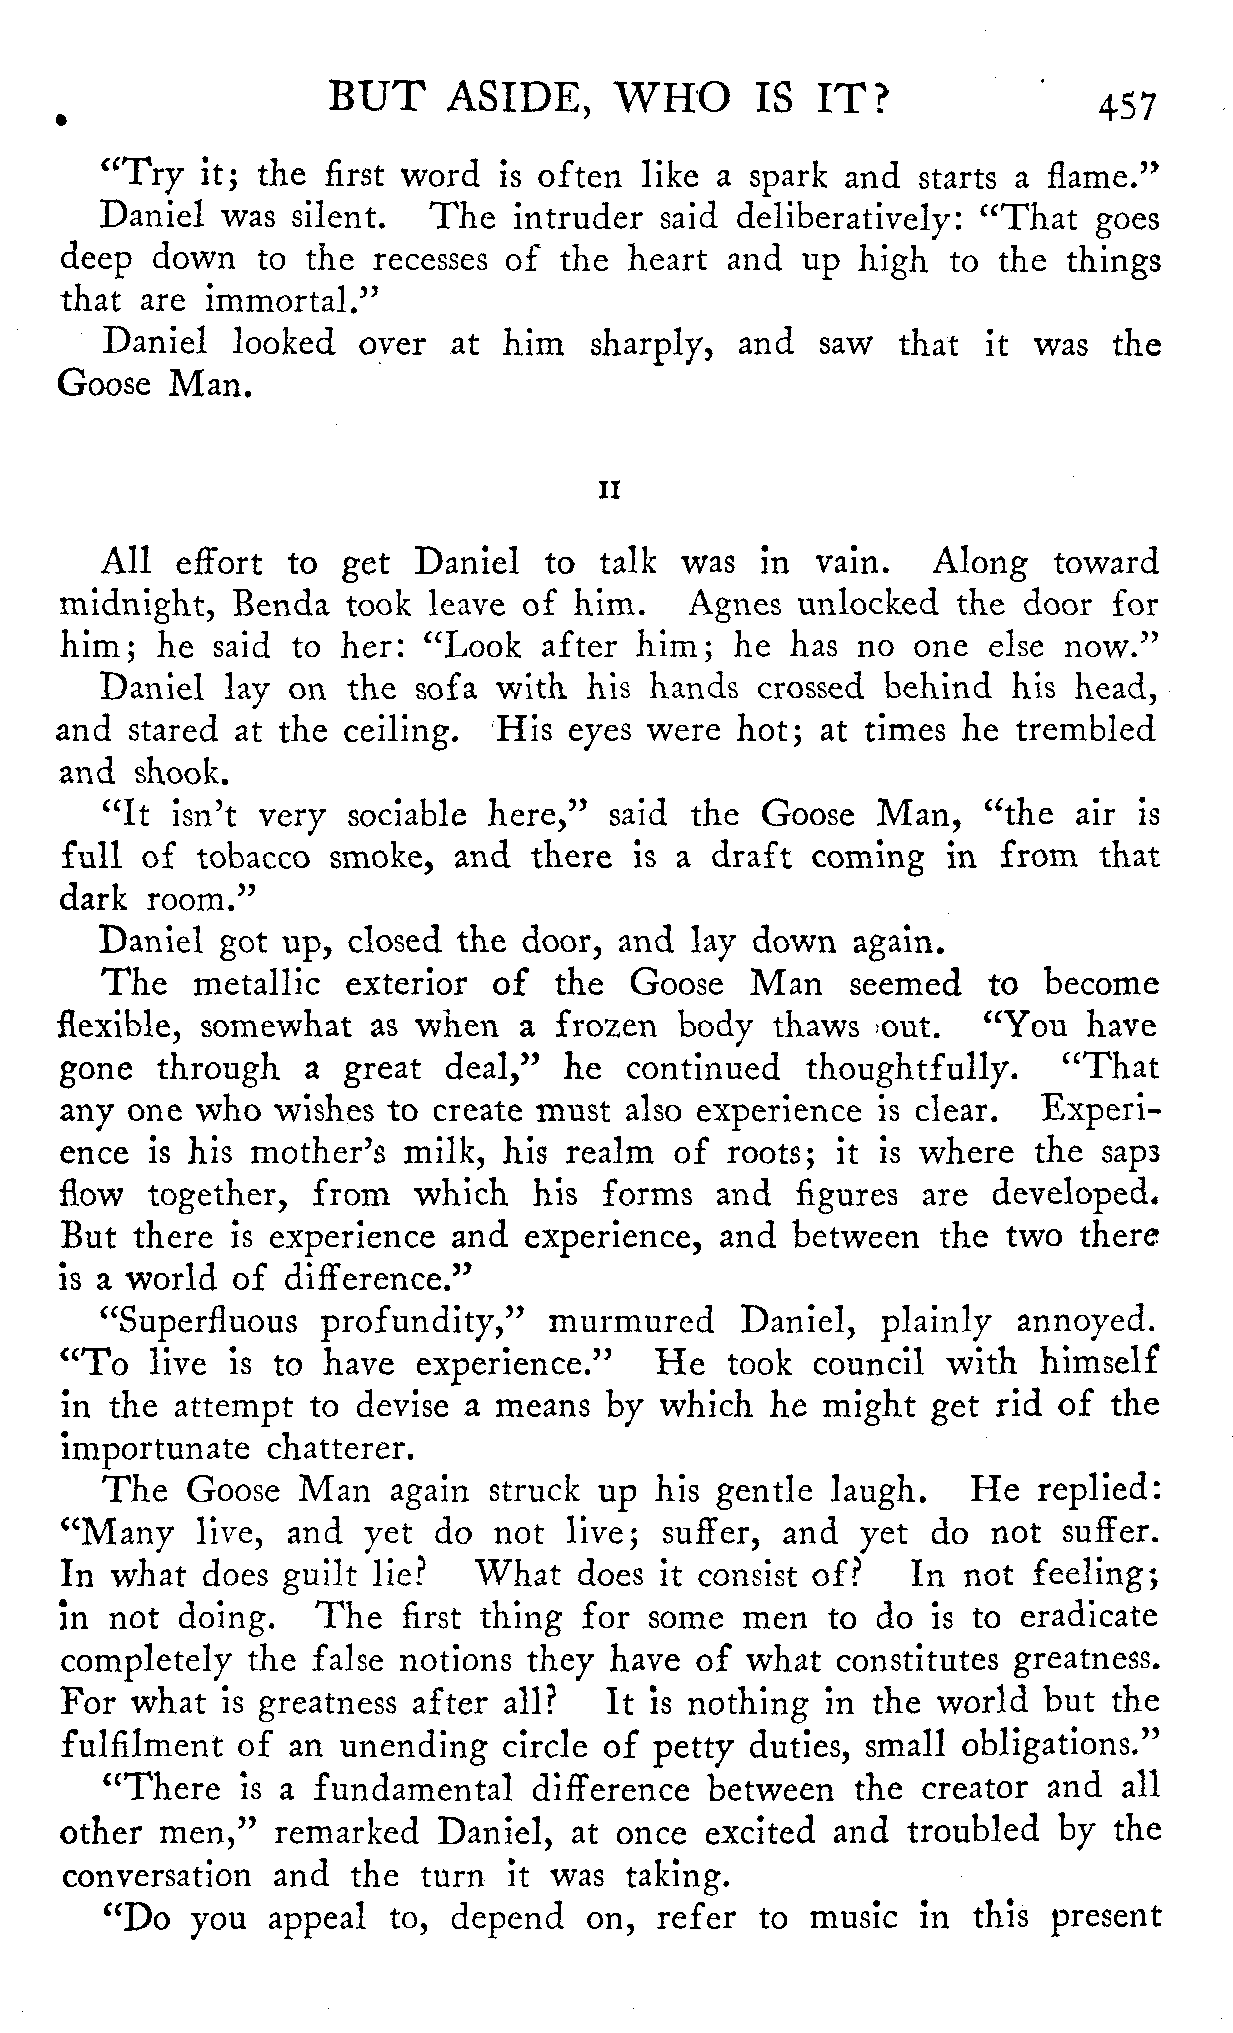 BUT ASIDE, WHO IS IT? 457
“Try it; the first word is often like a spark and starts a flame.”
Daniel was silent. The intruder said deliberatively: “That goes
deep down to the recesses of the heart and up high to the things
that are immortal.”
Daniel looked over at him sharply, and saw that it was the
Goose Man.
II
All effort to get Daniel to talk was in vain. Along toward
midnight, Benda took leave of him. Agnes unlocked the door for
him; he said to her: “Look after him; he has no one else now.”
Daniel lay on the sofa with his hands crossed behind his head,
and stared at the ceiling. His eyes were hot; at times he trembled
and shook.
“It isn’t very sociable here,” said the Goose Man, “the air is
full of tobacco smoke, and there is a draft coming in from that
dark room.”
Daniel got up, closed the door, and lay down again.
The metallic exterior of the Goose Man seemed to become
flexible, somewhat as when a frozen body thaws out. “You have
gone through a great deal,” he continued thoughtfully. “That
any one who wishes to create must also experience is clear. Experi-
ence is his mother’s milk, his realm of roots; it is where the saps
flow together, from which his forms and figures are developed.
But there is experience and experience, and between the two there
is a world of difference.”
“Superfluous profundity,” murmured Daniel, plainly annoyed.
“To live is to have experience.” He took council with himself
in the attempt to devise a means by which he might get rid of the
importunate chatterer.
The Goose Man again struck up his gentle laugh. He replied:
“Many live, and yet do not live; suffer, and yet do not suffer.
In what does guilt lie? What does it consist of? In not feeling;
in not doing. The first thing for some men to do is to eradicate
completely the false notions they have of what constitutes greatness.
For what is greatness after all? It is nothing in the world but the
fulfilment of an unending circle of petty duties, small obligations.”
“There is a fundamental difference between the creator and all
other men,” remarked Daniel, at once excited and troubled by the
conversation and the turn it was taking.
“Do you appeal to, depend on, refer to music in this present